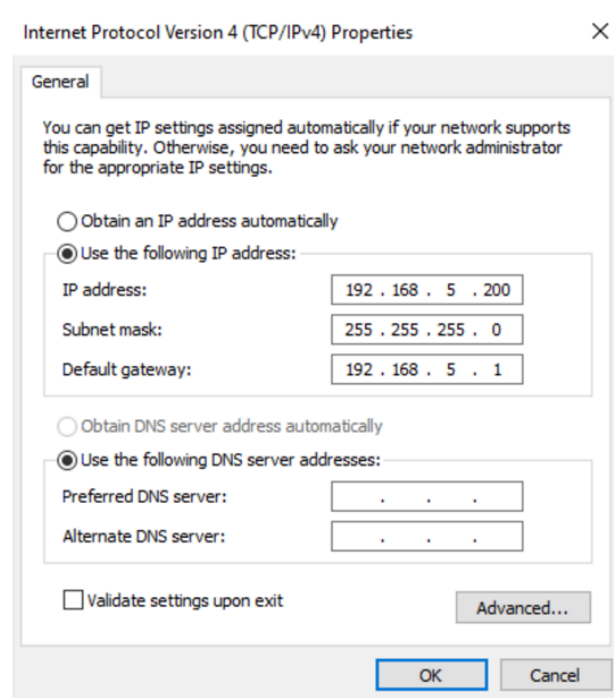 Internet Protocol Version 4 (TCP/IPv4) Properties
General
You can get IP settings assigned automatically if your network supports
this capability. Otherwise, you need to ask your network administrator
for the appropriate IP settings.
Obtain an IP address automatically
Use the following IP address:
IP address: 192 . 168 . 5 . 200
Subnet mask: 255 . 255 . 255 . 0
Default gateway: 192 . 168 . 5 . 1
Obtain DNS server address automatically
Use the following DNS server addresses:
Preferred DNS server: . . .
Alternate DNS server: . . .
Validate settings upon exit
Advanced...
OK Cancel